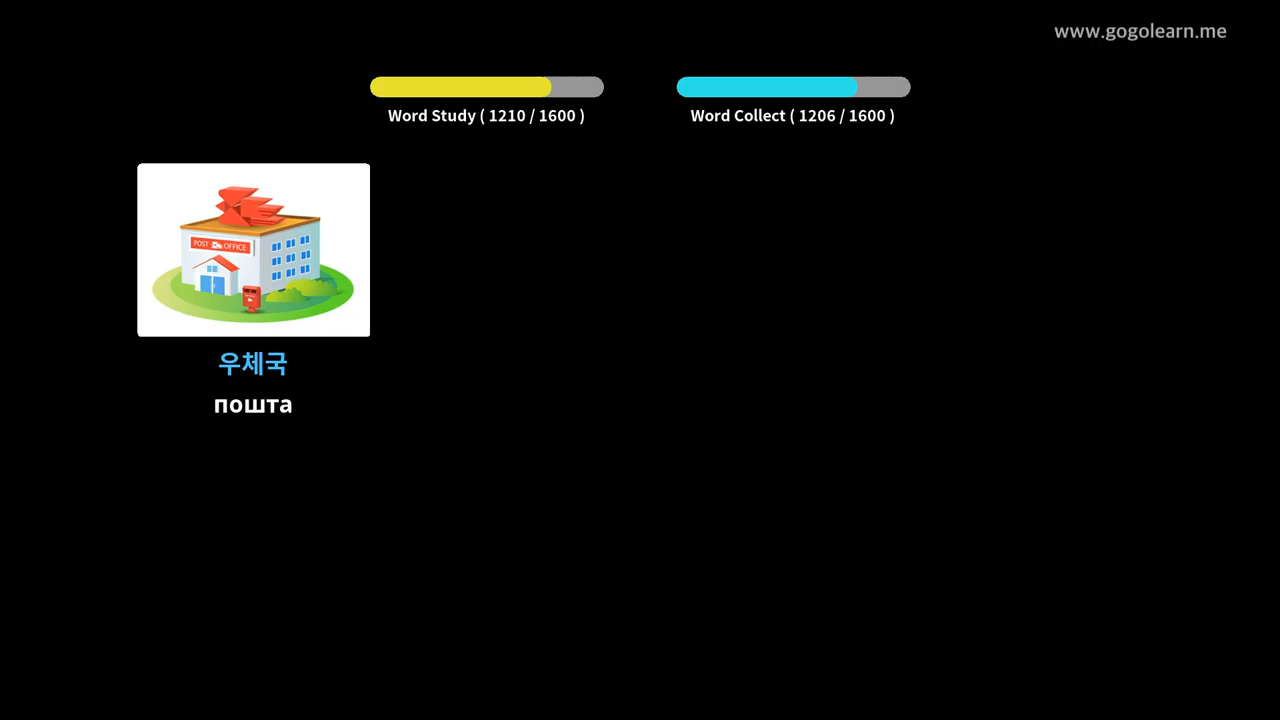 www.gogolearn.me
Word Study ( 1210 / 1600 )
Word Collect ( 1206 / 1600 )
POST OFFICE
우체국
пошта